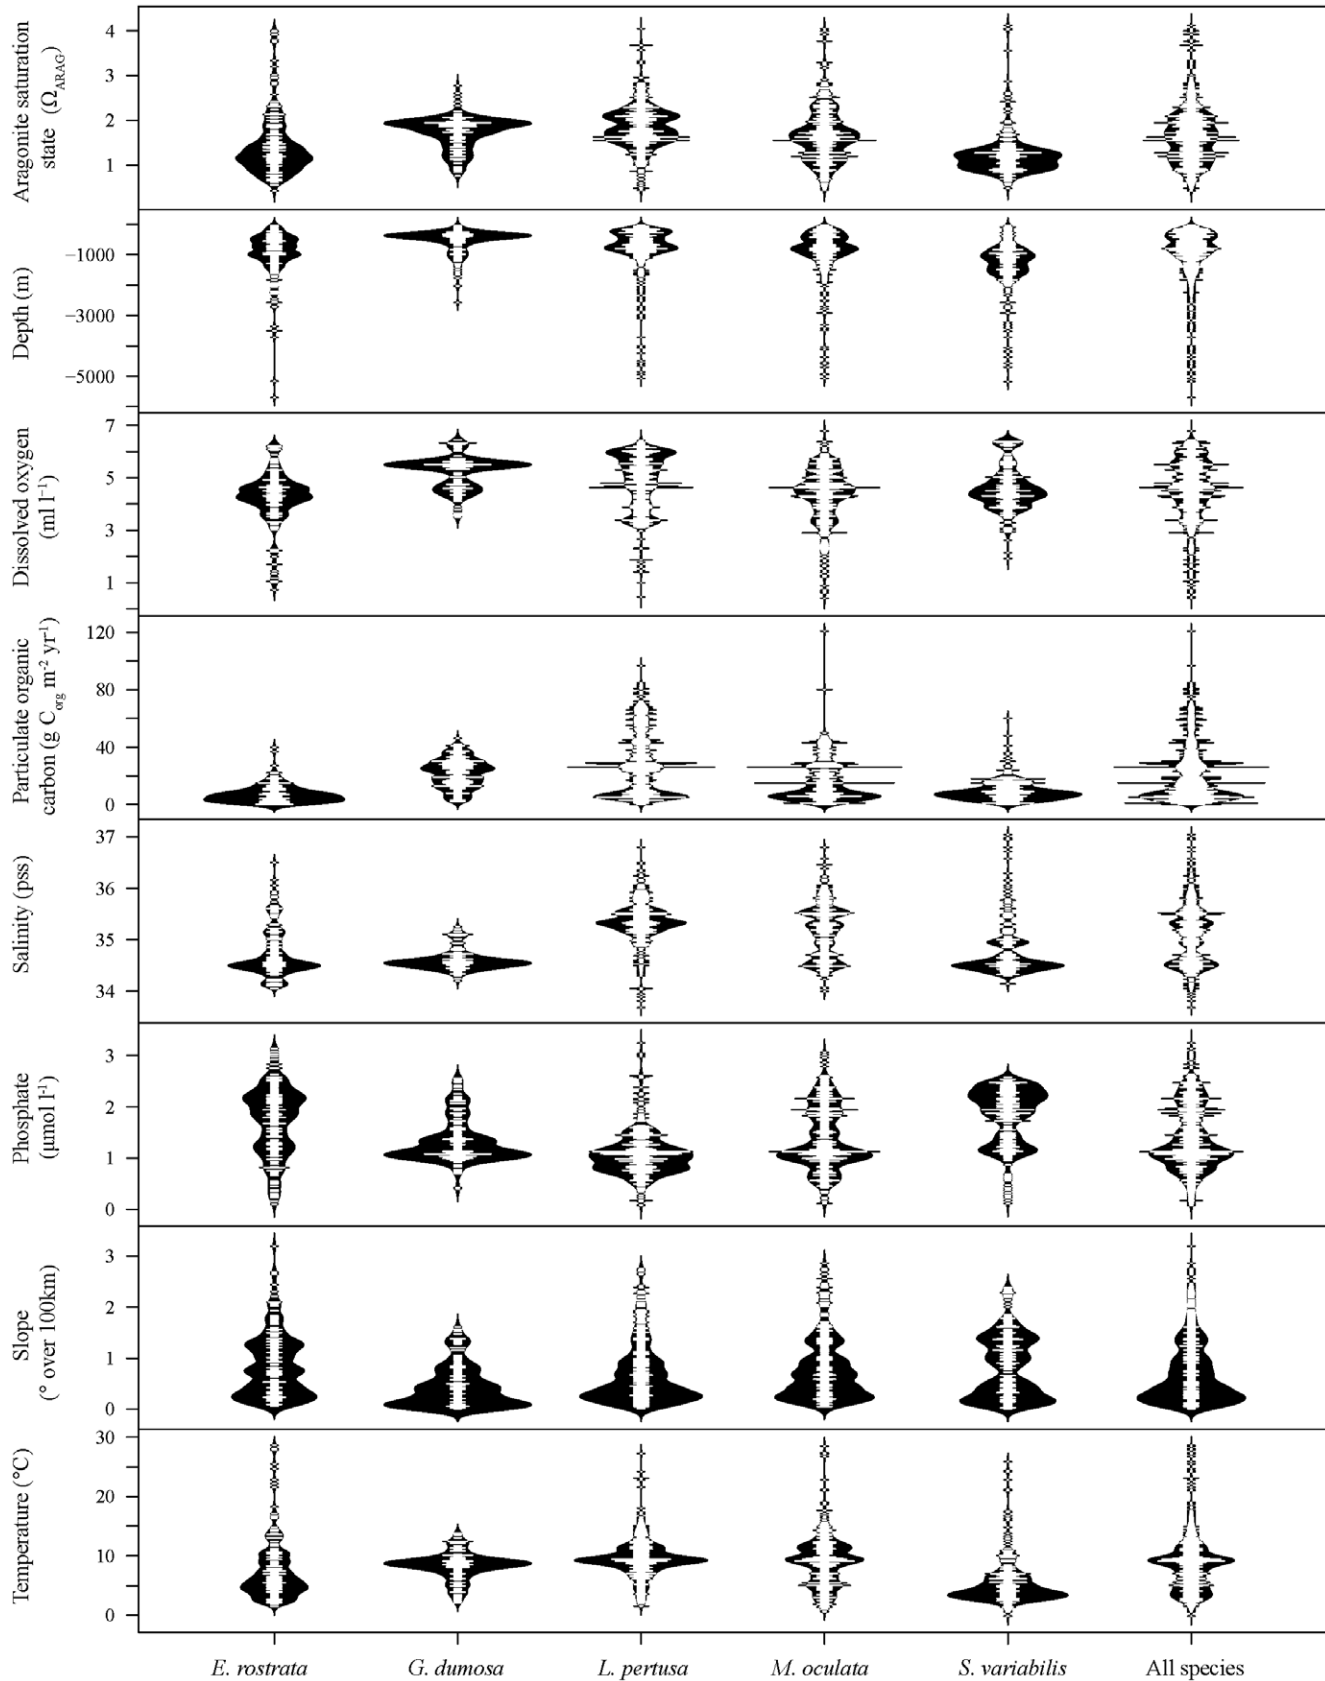 Aragonite saturation
state (Ω_ARAG)
4
3
2
1
Depth (m)
−1000
−3000
−5000
Dissolved oxygen
(ml l⁻¹)
7
5
3
1
Particulate organic
carbon (g C_org m⁻² yr⁻¹)
120
80
40
0
Salinity (pss)
37
36
35
34
Phosphate
(µmol l⁻¹)
3
2
1
0
Slope
(° over 100km)
3
2
1
0
Temperature (°C)
30
20
10
0
E. rostrata G. dumosa L. pertusa M. oculata S. variabilis All species